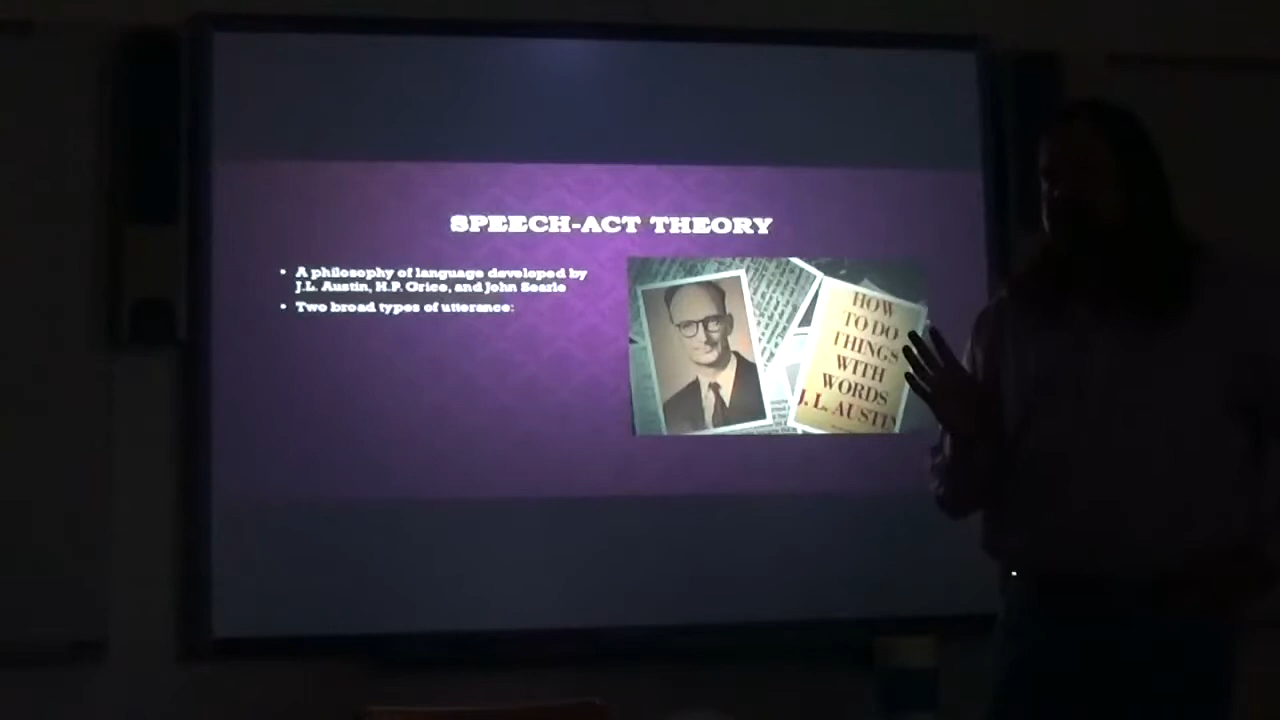 SPEECH-ACT THEORY
• A philosophy of language developed by
J.L. Austin, H.P. Grice, and John Searle
• Two broad types of utterance:
HOW
TO DO
THINGS
WITH
WORDS
J. L. AUSTIN